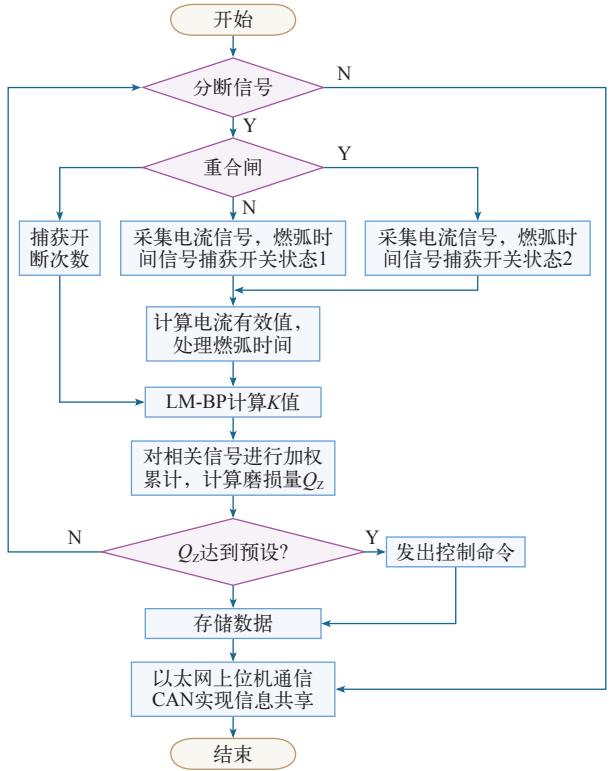 开始
分断信号
N
Y
重合闸
Y
N
捕获开
断次数
采集电流信号，燃弧时
间信号捕获开关状态1
采集电流信号，燃弧时
间信号捕获开关状态2
计算电流有效值，
处理燃弧时间
LM-BP计算K值
对相关信号进行加权
累计，计算磨损量Qz
N
Qz达到预设?
Y
发出控制命令
存储数据
以太网上位机通信
CAN实现信息共享
结束